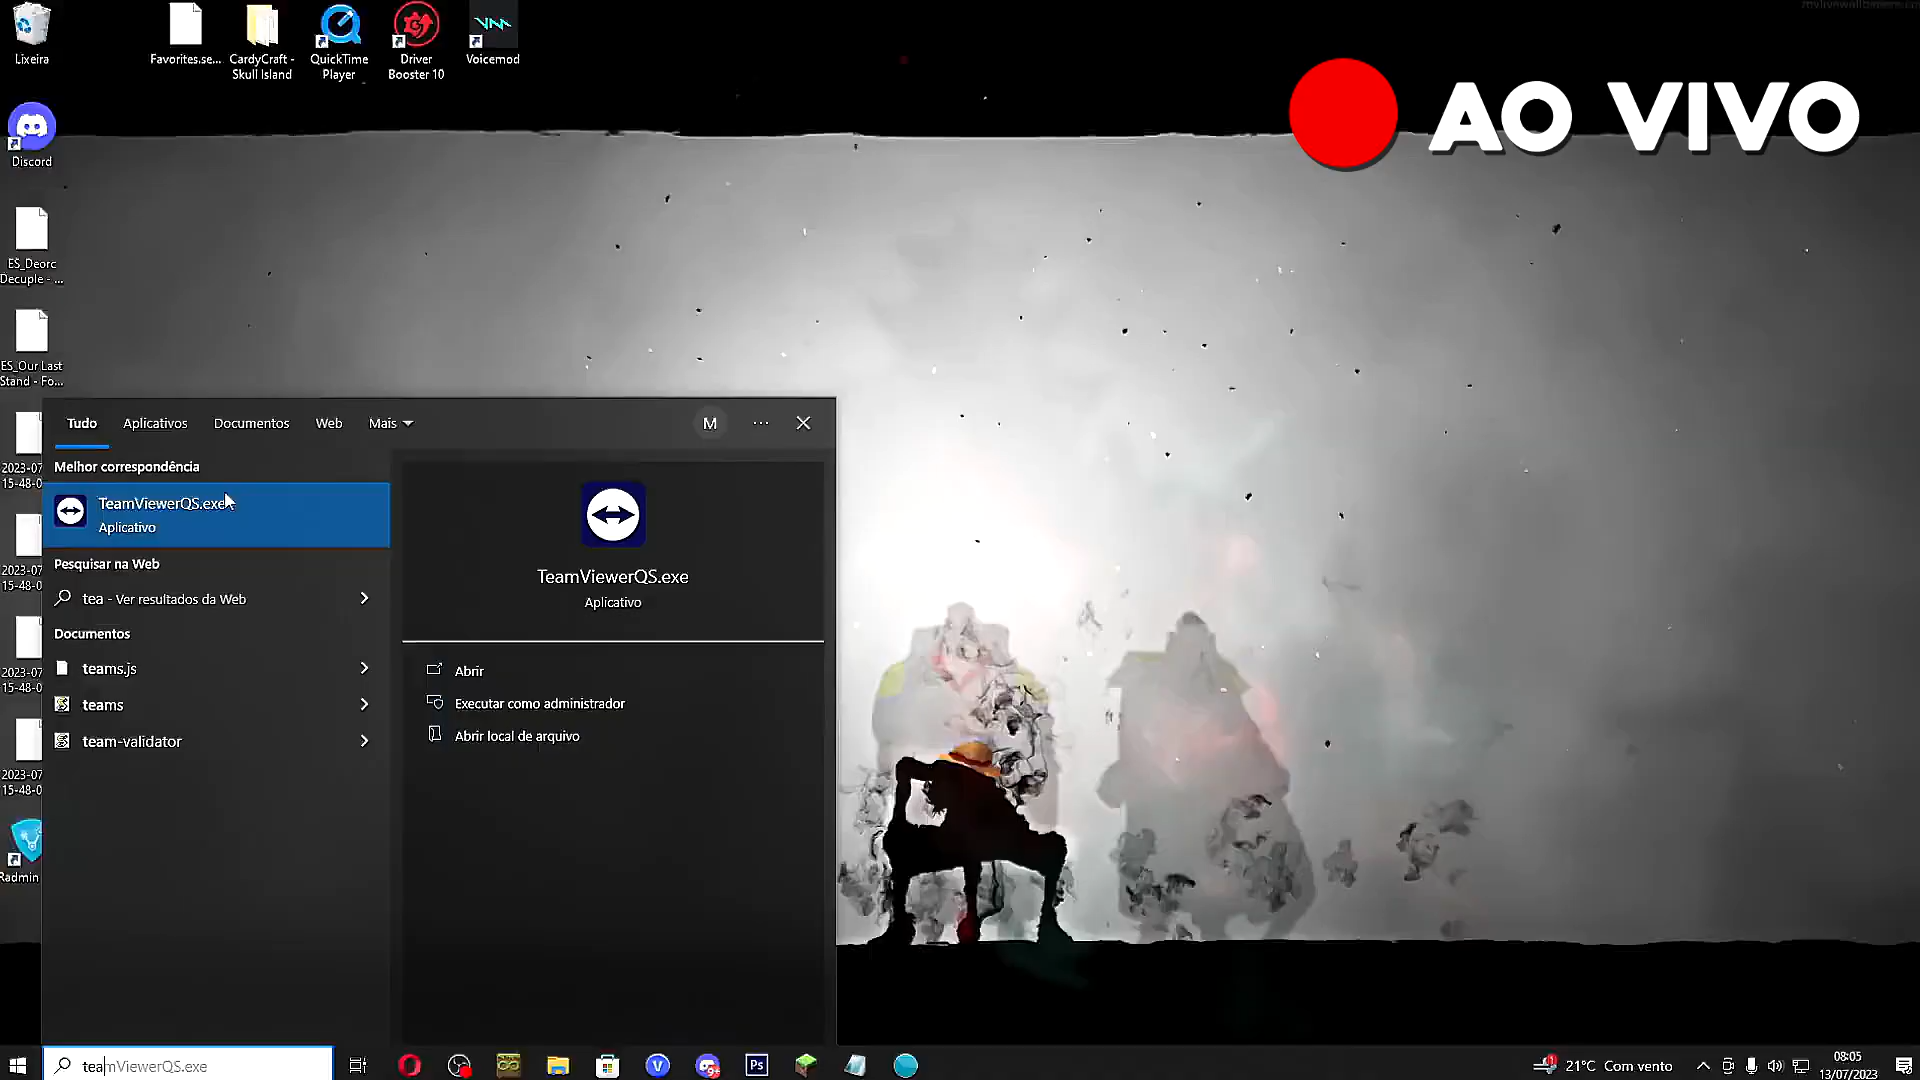 Lixeira
Favorites.se...
CardyCraft -
Skull Island
QuickTime
Player
Driver
Booster 10
Voicemod
AO VIVO
Discord
ES_Deorc
Decuple - ...
ES_Our Last
Stand - Fo...
2023-07
15-48-0
2023-07
15-48-0
2023-07
15-48-0
2023-07
15-48-0
Radmin
Tudo
Aplicativos
Documentos
Web
Mais
M
Melhor correspondência
TeamViewerQS.exe
Aplicativo
Pesquisar na Web
tea - Ver resultados da Web
Documentos
teams.js
teams
team-validator
TeamViewerQS.exe
Aplicativo
Abrir
Executar como administrador
Abrir local de arquivo
teamViewerQS.exe
Ps
9+
21°C Com vento
08:05
13/07/2023